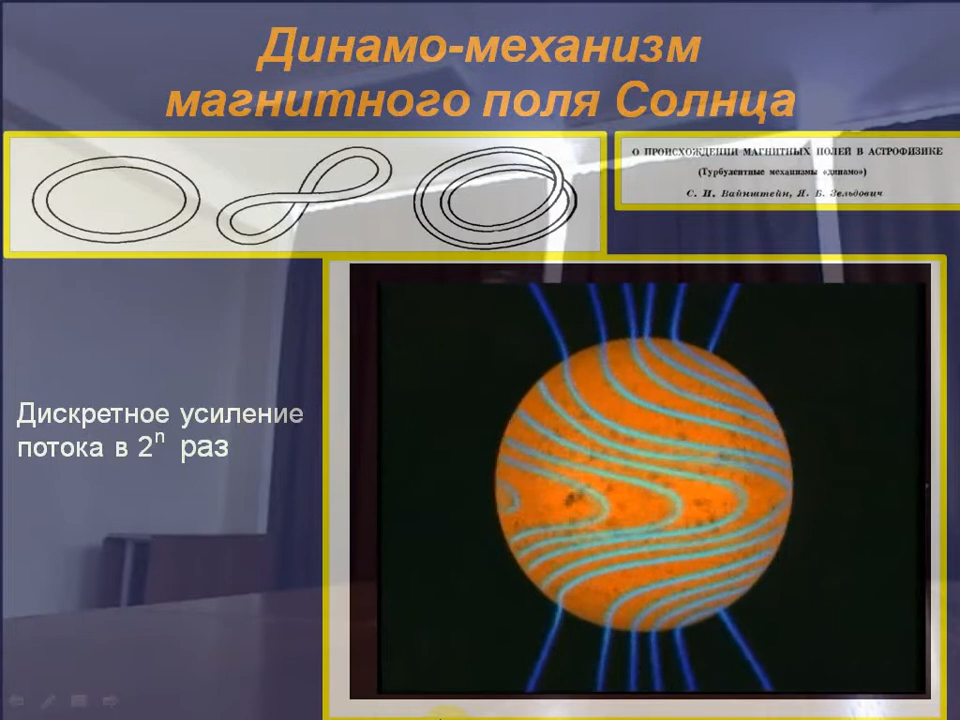 Динамо-механизм
магнитного поля Солнца
О ПРОИСХОЖДЕНИИ МАГНИТНЫХ ПОЛЕЙ В АСТРОФИЗИКЕ
(Турбулентные механизмы «динамо»)
С. И. Вайнштейн, Я. Б. Зельдович
Дискретное усиление
потока в 2ⁿ раз